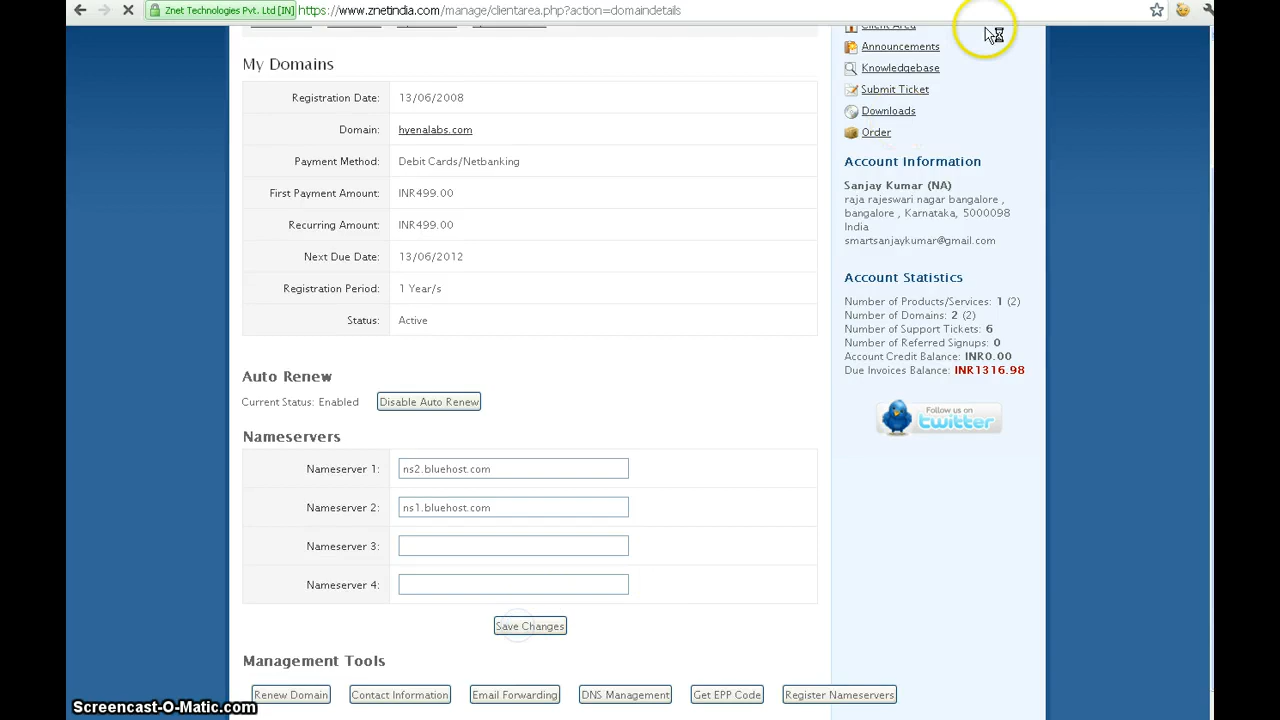 Znet Technologies Pvt. Ltd [IN] https://www.znetindia.com/manage/clientarea.php?action=domaindetails
Client Area
Announcements
Knowledgebase
Submit Ticket
Downloads
Order
My Domains
Registration Date: 13/06/2008
Domain: hyenalabs.com
Payment Method: Debit Cards/Netbanking
First Payment Amount: INR499.00
Recurring Amount: INR499.00
Next Due Date: 13/06/2012
Registration Period: 1 Year/s
Status: Active
Auto Renew
Current Status: Enabled Disable Auto Renew
Nameservers
Nameserver 1: ns2.bluehost.com
Nameserver 2: ns1.bluehost.com
Nameserver 3:
Nameserver 4:
Save Changes
Management Tools
Renew Domain Contact Information Email Forwarding DNS Management Get EPP Code Register Nameservers
Account Information
Sanjay Kumar (NA)
raja rajeswari nagar bangalore ,
bangalore , Karnataka, 5000098
India
smartsanjaykumar@gmail.com
Account Statistics
Number of Products/Services: 1 (2)
Number of Domains: 2 (2)
Number of Support Tickets: 6
Number of Referred Signups: 0
Account Credit Balance: INR0.00
Due Invoices Balance: INR1316.98
Follow us on
twitter
Screencast-O-Matic.com